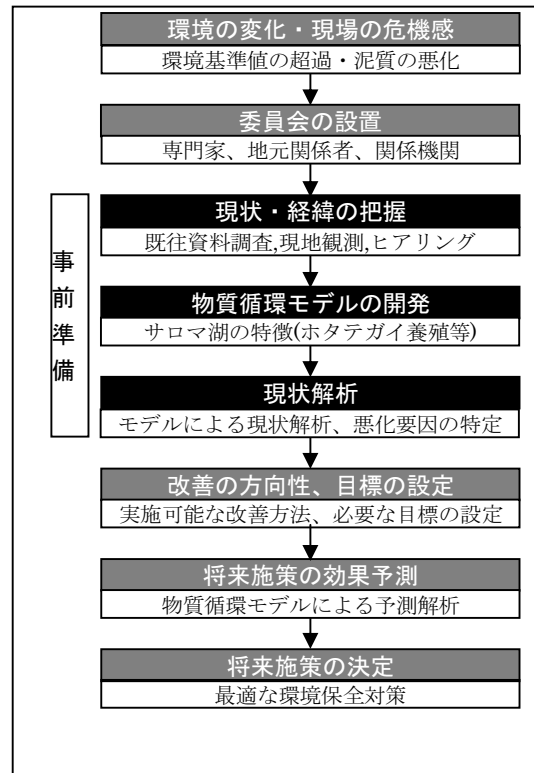 環境の変化・現場の危機感
環境基準値の超過・泥質の悪化
委員会の設置
専門家、地元関係者、関係機関
事前準備
現状・経緯の把握
既往資料調査,現地観測,ヒアリング
物質循環モデルの開発
サロマ湖の特徴(ホタテガイ養殖等)
現状解析
モデルによる現状解析、悪化要因の特定
改善の方向性、目標の設定
実施可能な改善方法、必要な目標の設定
将来施策の効果予測
物質循環モデルによる予測解析
将来施策の決定
最適な環境保全対策